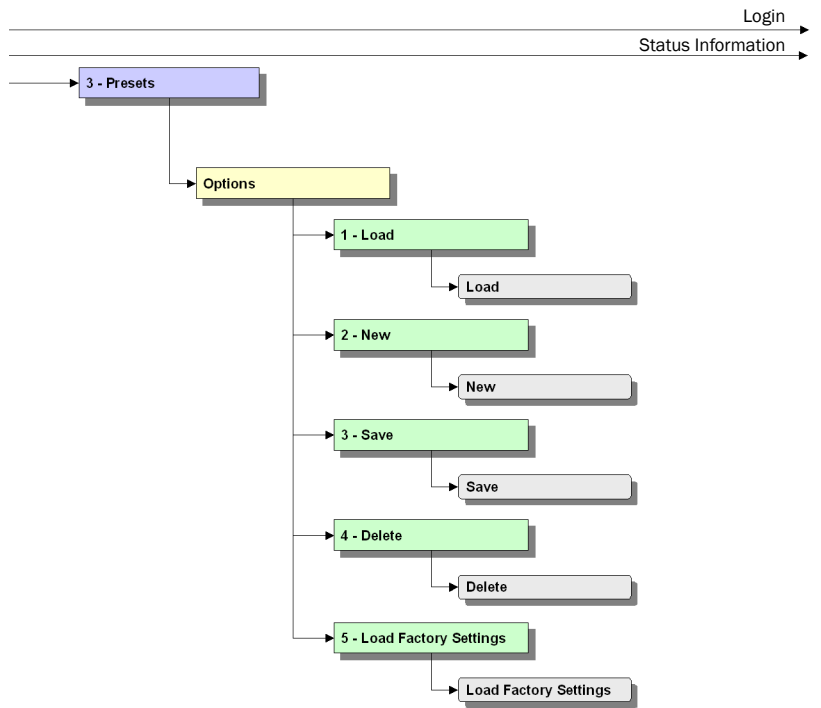 Login
Status Information
3 - Presets
Options
1 - Load
Load
2 - New
New
3 - Save
Save
4 - Delete
Delete
5 - Load Factory Settings
Load Factory Settings